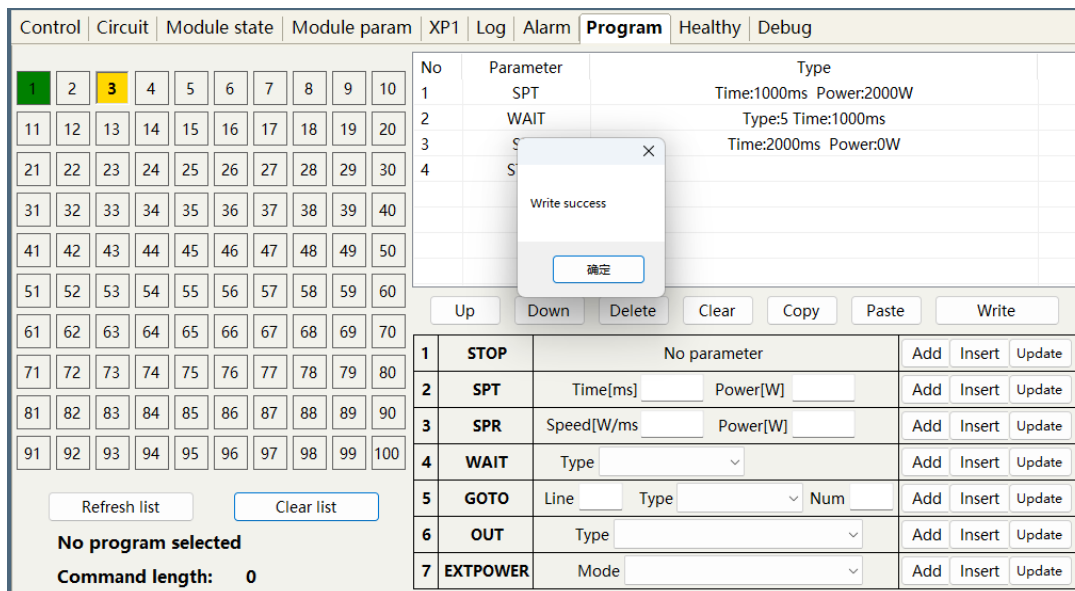 Control Circuit Module state Module param XP1 Log Alarm Program Healthy Debug
1 2 3 4 5 6 7 8 9 10
11 12 13 14 15 16 17 18 19 20
21 22 23 24 25 26 27 28 29 30
31 32 33 34 35 36 37 38 39 40
41 42 43 44 45 46 47 48 49 50
51 52 53 54 55 56 57 58 59 60
61 62 63 64 65 66 67 68 69 70
71 72 73 74 75 76 77 78 79 80
81 82 83 84 85 86 87 88 89 90
91 92 93 94 95 96 97 98 99 100
Refresh list Clear list
No program selected
Command length: 0
No Parameter Type
1 SPT Time:1000ms Power:2000W
2 WAIT Type:5 Time:1000ms
3 Time:2000ms Power:0W
4
Write success
确定
Up Down Delete Clear Copy Paste Write
1 STOP No parameter Add Insert Update
2 SPT Time[ms] Power[W] Add Insert Update
3 SPR Speed[W/ms Power[W] Add Insert Update
4 WAIT Type Add Insert Update
5 GOTO Line Type Num Add Insert Update
6 OUT Type Add Insert Update
7 EXTPOWER Mode Add Insert Update